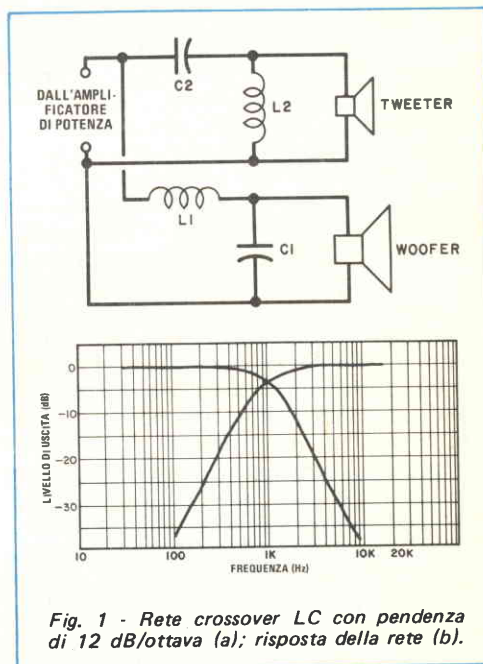 DALL'AMPLI-
FICATORE
DI POTENZA
C2
L2
TWEETER
L1
C1
WOOFER
LIVELLO DI USCITA (dB)
0
-10
-20
-30
10
100
1K
10K
20K
FREQUENZA (Hz)
Fig. 1 - Rete crossover LC con pendenza
di 12 dB/ottava (a); risposta della rete (b).